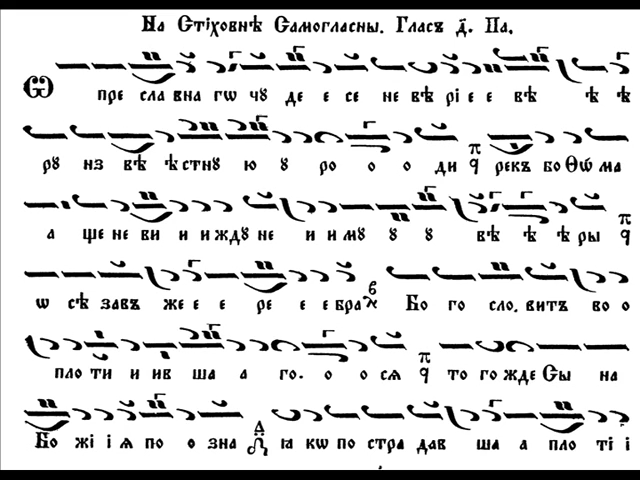 На Стіховнѣ Самогласны. Гласъ д҃. Па.
Ѿ пре сла вна гѡ чꙋ де е се не вѣ рі е е вѣ ѣ ѣ
рꙋ из вѣ ѣ стнꙋ ю ꙋ ро о о ди рекъ бо Ѳѡ ма
а ще не ви и и ждꙋ не и и мꙋ ꙋ ꙋ вѣ ѣ ѣ ры
ѡ сѣ завъ же е е ре е е бра Бо го сло. витъ во о
пло ти и ив ша а го. о о ся то го жде Сы на
Бо жі і ѧ по о зна ꙗ кѡ по стра дав ша а пло ті і